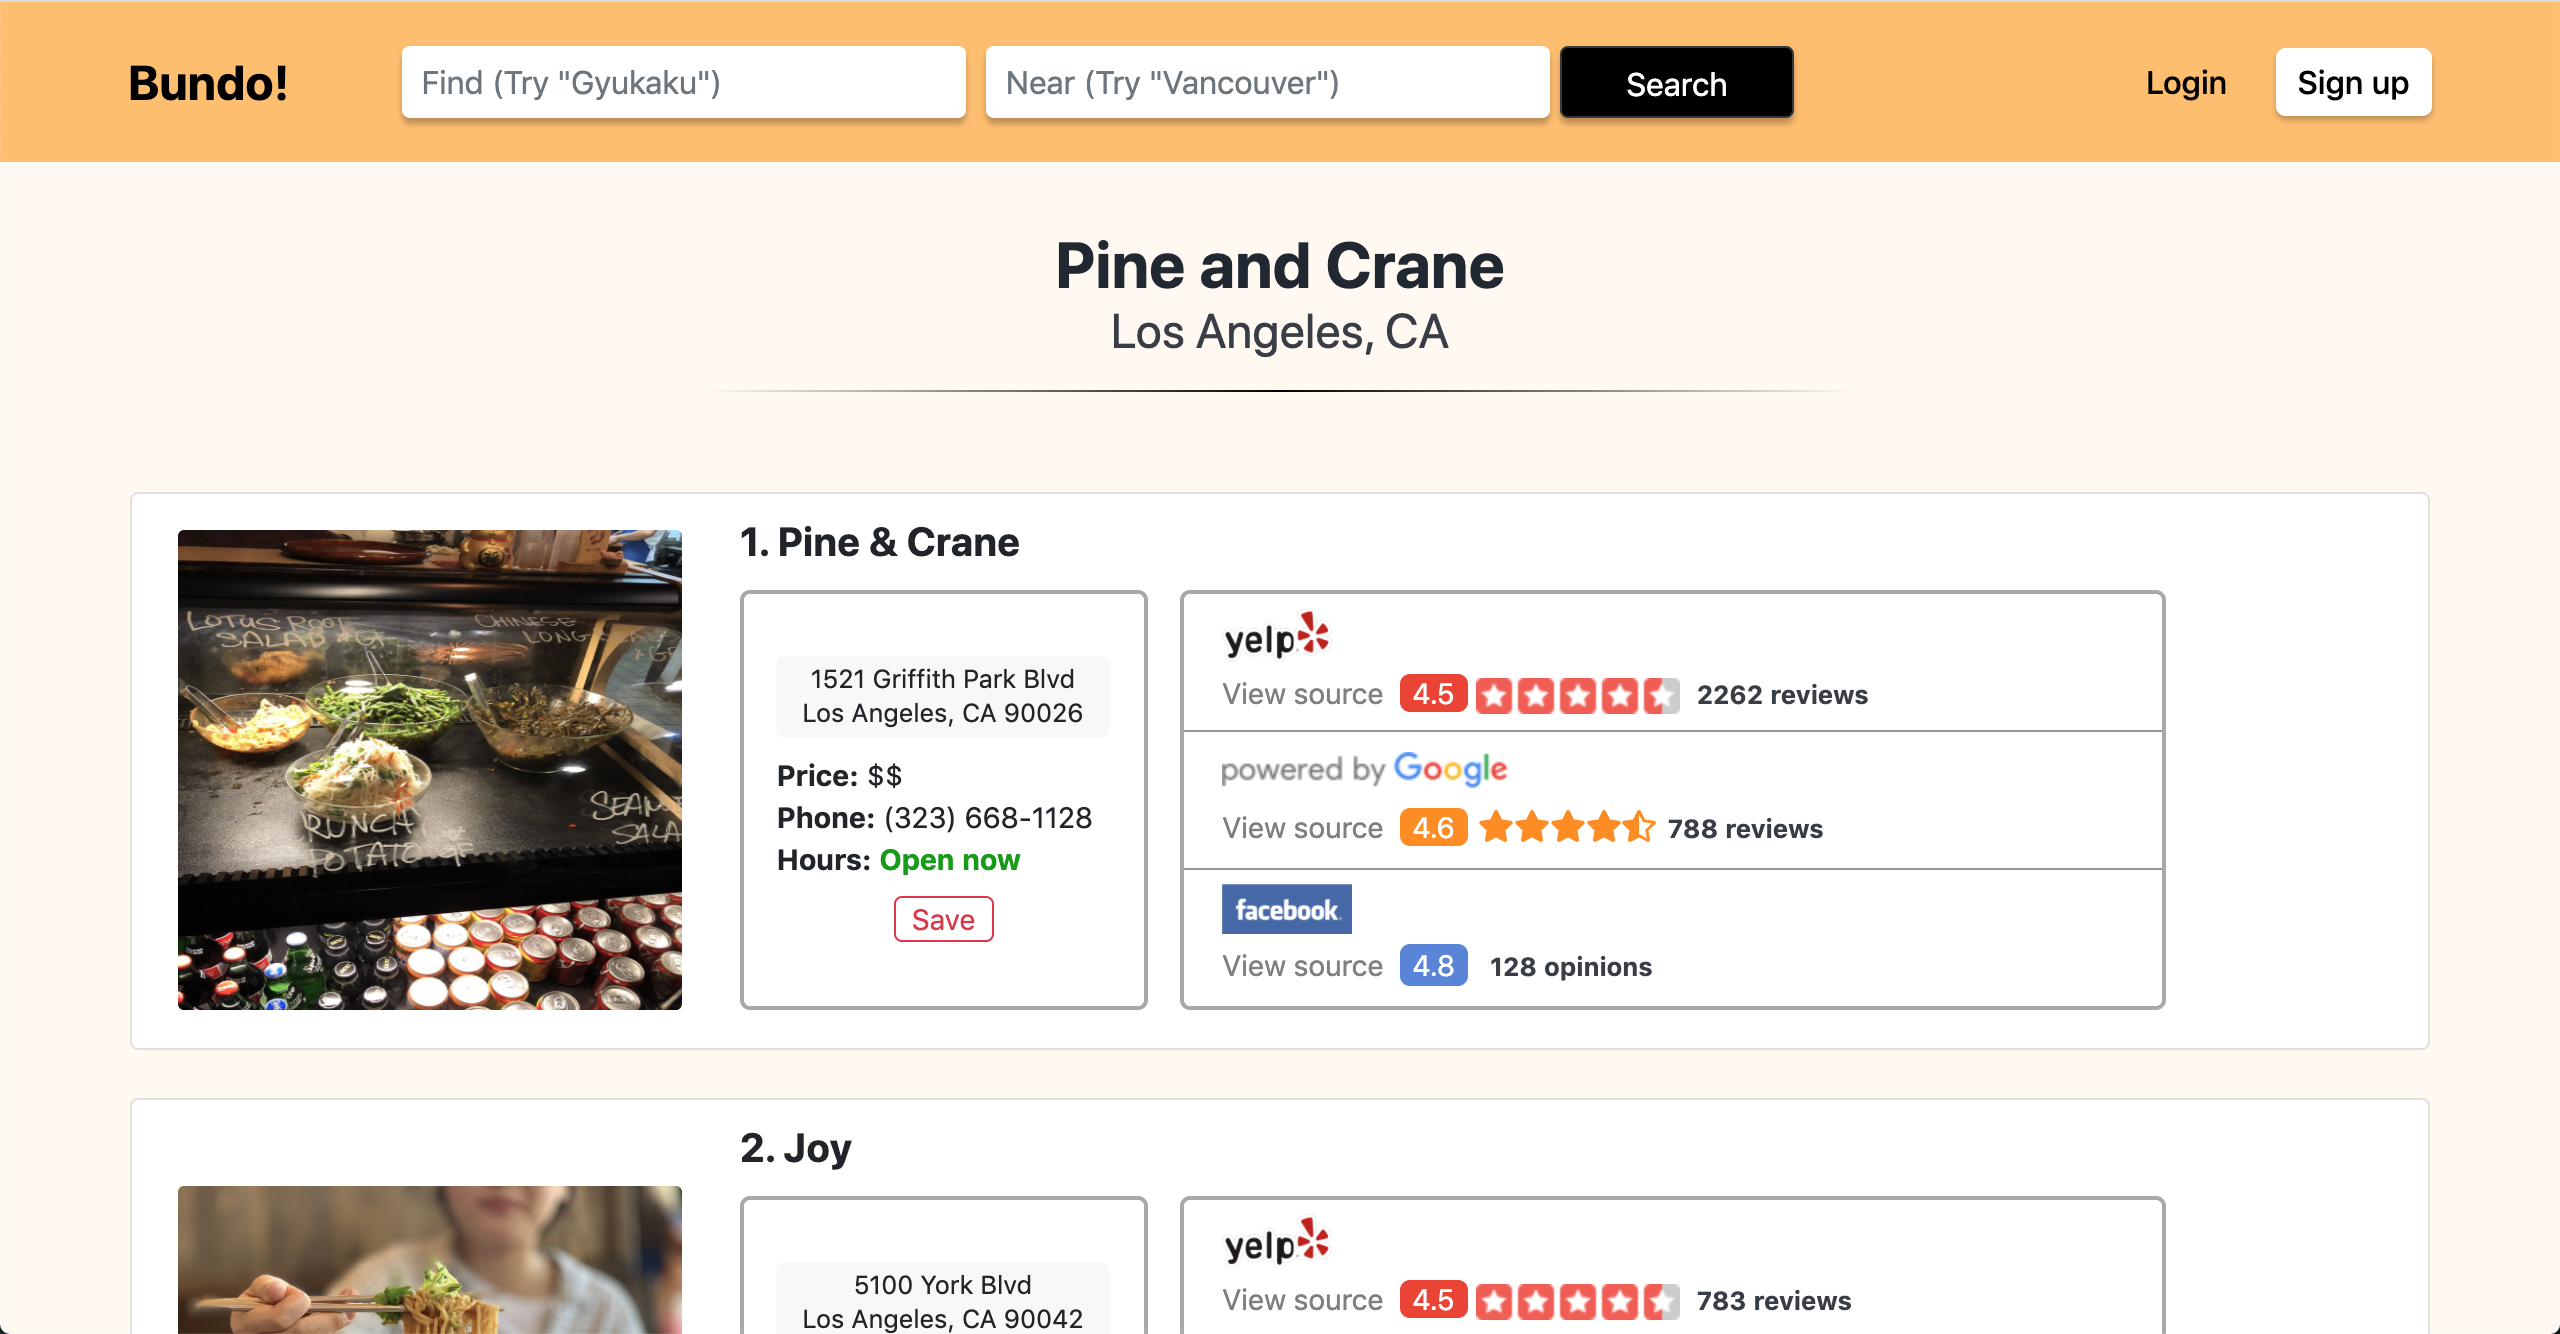 Bundo!
Find (Try "Gyukaku")
Near (Try "Vancouver")
Search
Login
Sign up
Pine and Crane
Los Angeles, CA
1. Pine & Crane
LOTUS ROOT
SALAD
CHINESE
LONG
CRUNCH
POTATO GF
SALA
1521 Griffith Park Blvd
Los Angeles, CA 90026
Price: $$
Phone: (323) 668-1128
Hours: Open now
Save
yelp
View source 4.5 2262 reviews
powered by Google
View source 4.6 788 reviews
facebook.
View source 4.8 128 opinions
2. Joy
5100 York Blvd
Los Angeles, CA 90042
yelp
View source 4.5 783 reviews